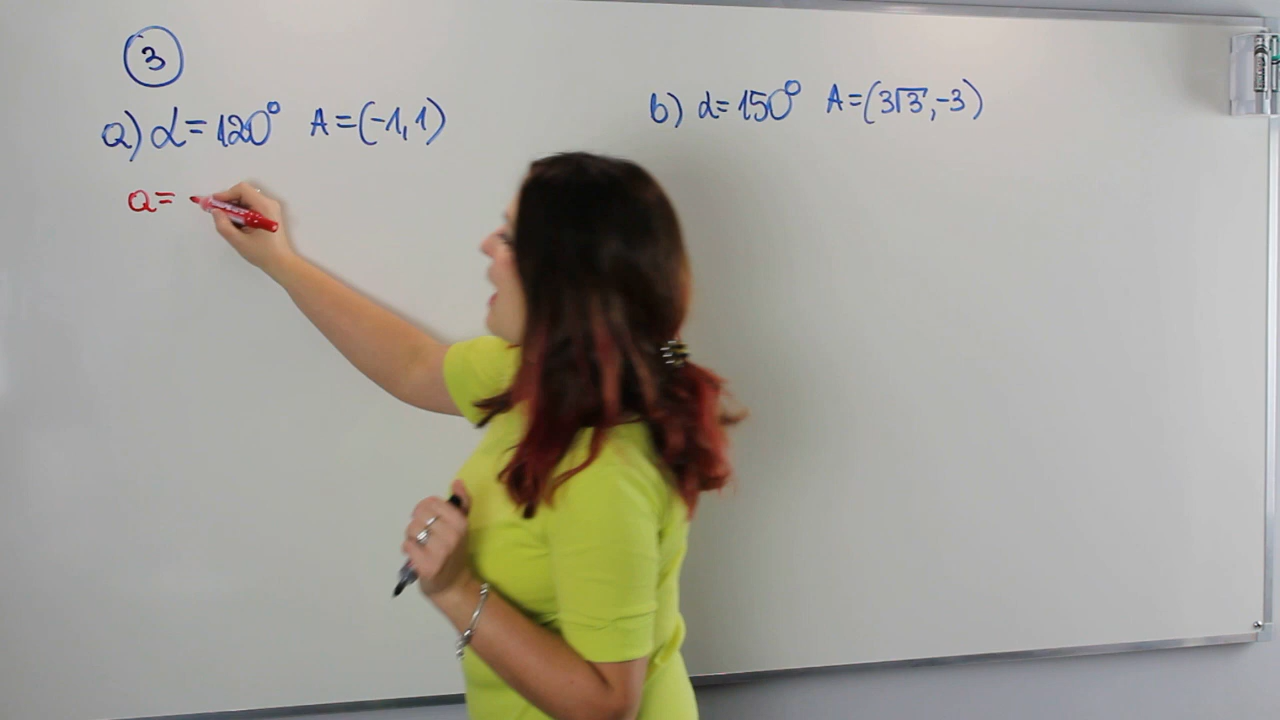 3
a) α=120° A=(-1,1)
a=
b) α=150° A=(3√3,-3)